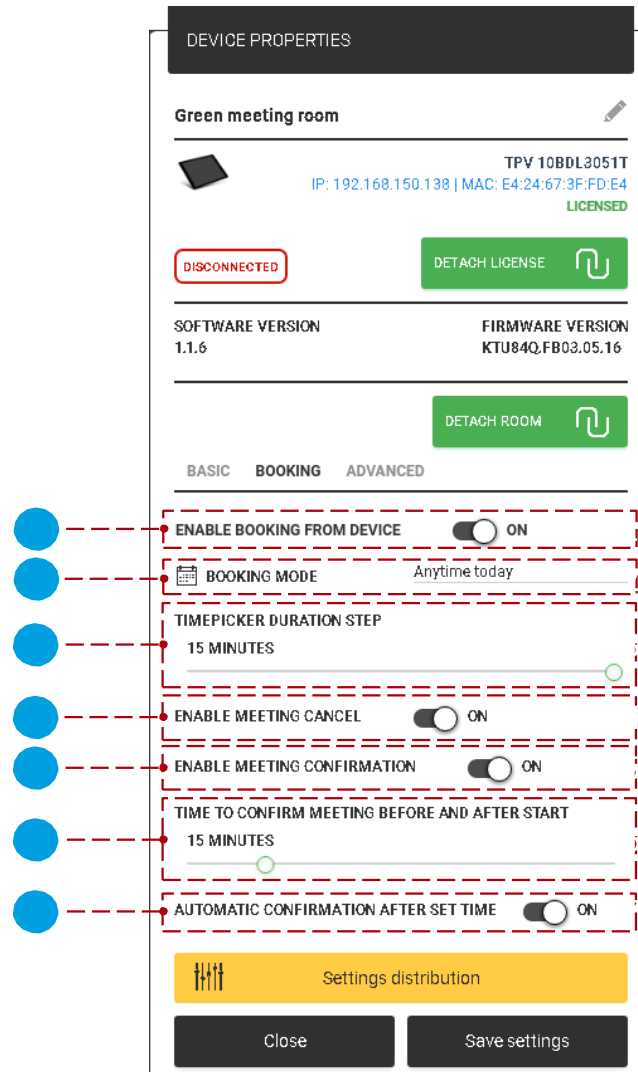 DEVICE PROPERTIES
Green meeting room
TPV 10BDL3051T
IP: 192.168.150.138 | MAC: E4:24:67:3F:FD:E4
LICENSED
DISCONNECTED
DETACH LICENSE
SOFTWARE VERSION FIRMWARE VERSION
1.1.6 KTU84Q.FB03.05.16
DETACH ROOM
BASIC BOOKING ADVANCED
ENABLE BOOKING FROM DEVICE ON
BOOKING MODE Anytime today
TIMEPICKER DURATION STEP
15 MINUTES
ENABLE MEETING CANCEL ON
ENABLE MEETING CONFIRMATION ON
TIME TO CONFIRM MEETING BEFORE AND AFTER START
15 MINUTES
AUTOMATIC CONFIRMATION AFTER SET TIME ON
Settings distribution
Close Save settings